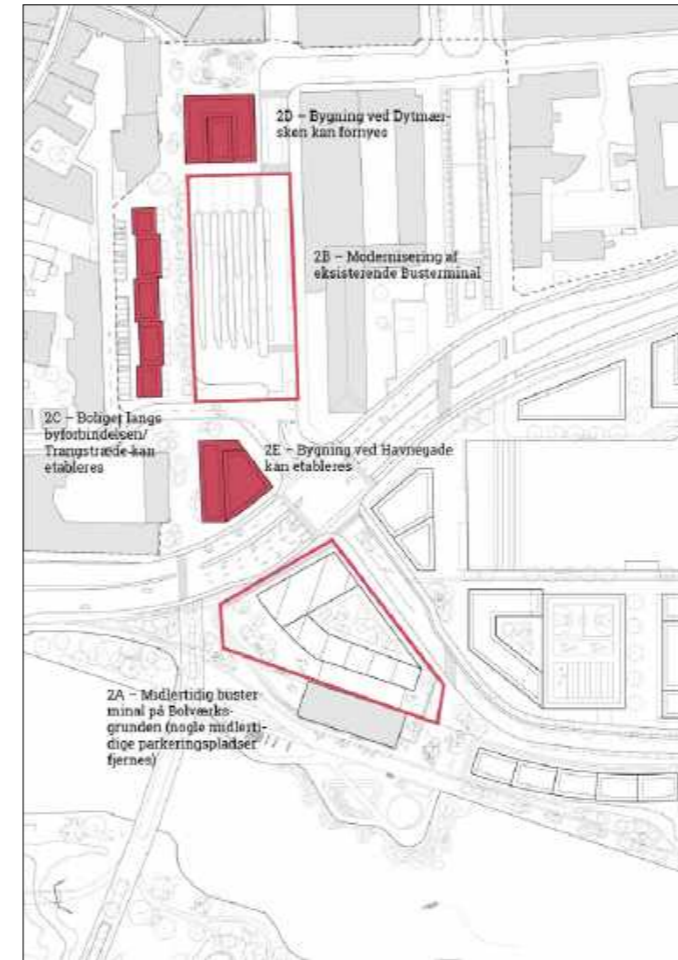 2D – Bygning ved Dytmær-
sken kan fornyes
2B – Modernisering af
eksisterende Busterminal
2C – Boliger langs
byforbindelsen/
Trangstræde kan
etableres
2E – Bygning ved Havnegade
kan etableres
2A – Midlertidig buster-
minal på Bolværks-
grunden (nogle midlerti-
dige parkeringspladser
fjernes)